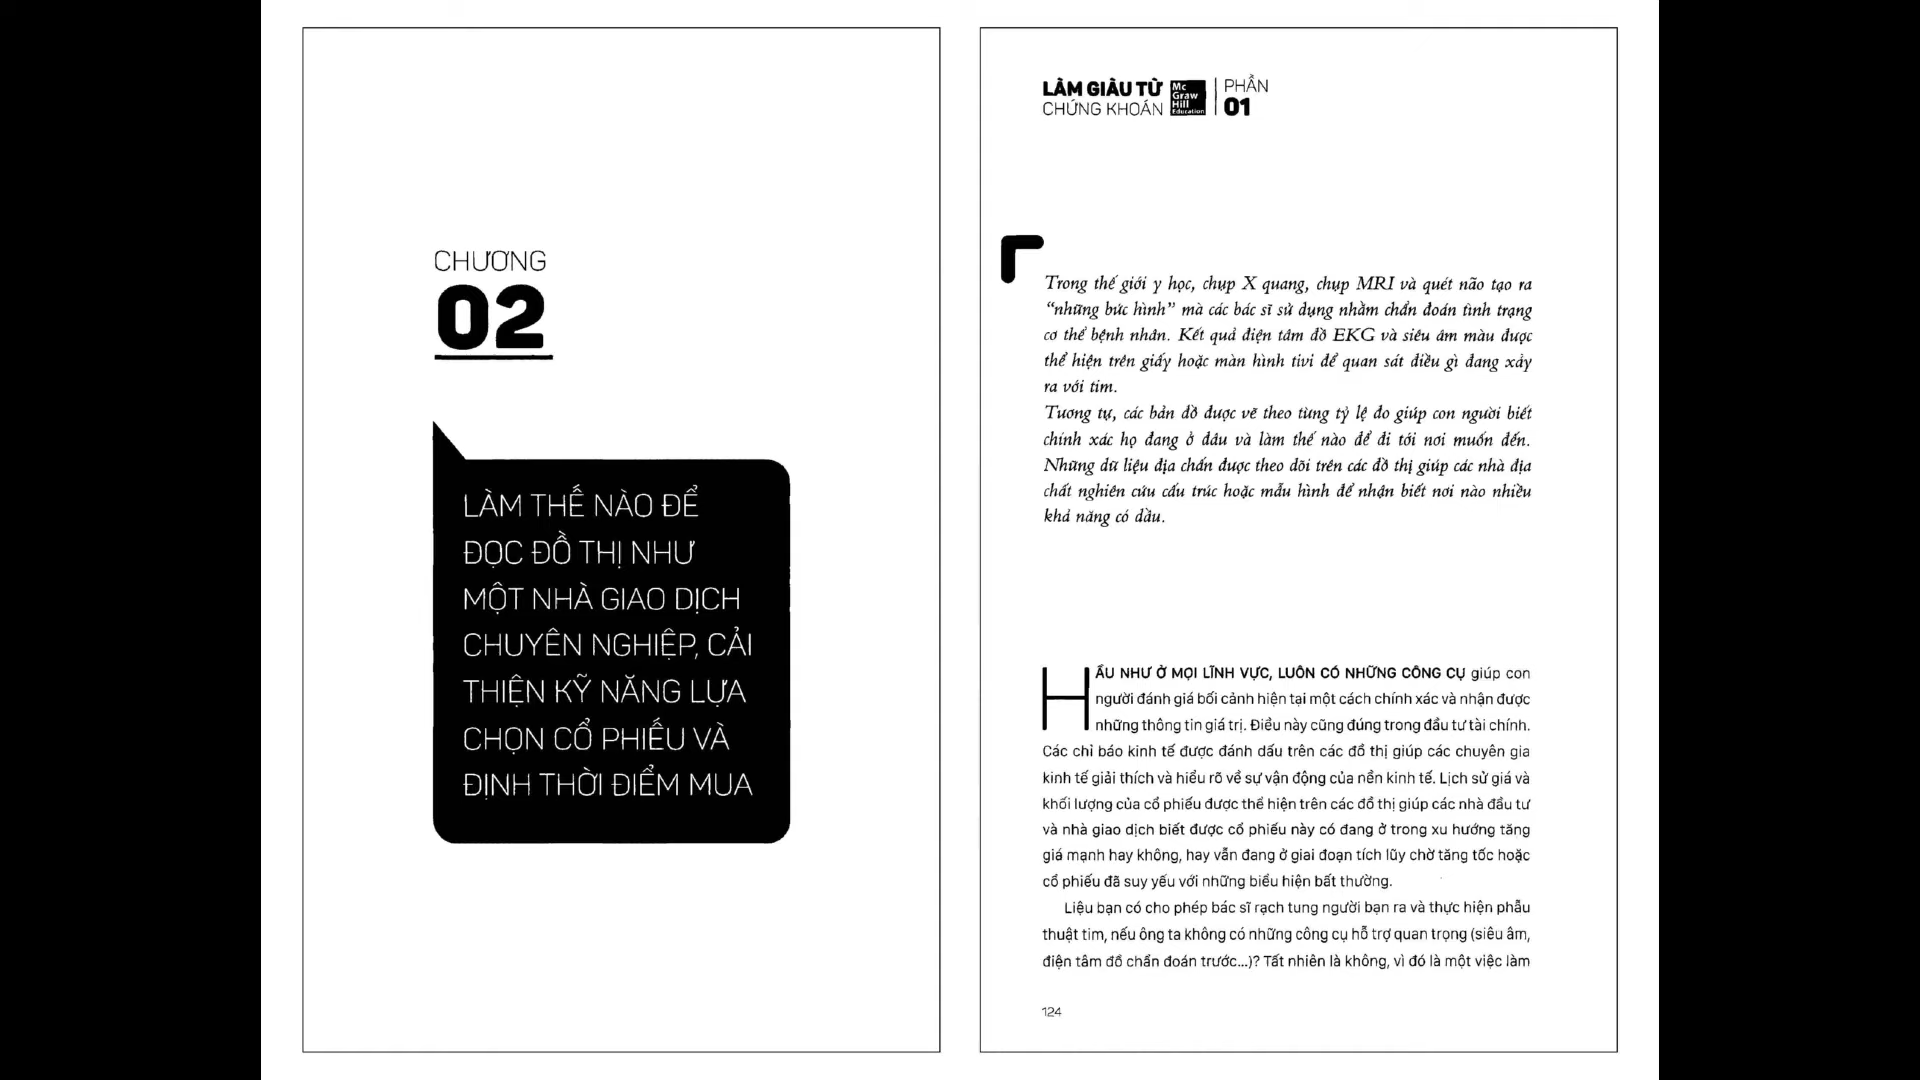 CHƯƠNG
02
LÀM THẾ NÀO ĐỂ
ĐỌC ĐỒ THỊ NHƯ
MỘT NHÀ GIAO DỊCH
CHUYÊN NGHIỆP, CẢI
THIỆN KỸ NĂNG LỰA
CHỌN CỔ PHIẾU VÀ
ĐỊNH THỜI ĐIỂM MUA
LÀM GIÀU TỪ
CHỨNG KHOÁN
Mc
Graw
Hill
Education
PHẦN
01
Trong thế giới y học, chụp X quang, chụp MRI và quét não tạo ra
“những bức hình” mà các bác sĩ sử dụng nhằm chẩn đoán tình trạng
cơ thể bệnh nhân. Kết quả điện tâm đồ EKG và siêu âm màu được
thể hiện trên giấy hoặc màn hình tivi để quan sát điều gì đang xảy
ra với tim.
Tương tự, các bản đồ được vẽ theo từng tỷ lệ đo giúp con người biết
chính xác họ đang ở đâu và làm thế nào để đi tới nơi muốn đến.
Những dữ liệu địa chấn được theo dõi trên các đồ thị giúp các nhà địa
chất nghiên cứu cấu trúc hoặc mẫu hình để nhận biết nơi nào nhiều
khả năng có dầu.
HẦU NHƯ Ở MỌI LĨNH VỰC, LUÔN CÓ NHỮNG CÔNG CỤ giúp con
người đánh giá bối cảnh hiện tại một cách chính xác và nhận được
những thông tin giá trị. Điều này cũng đúng trong đầu tư tài chính.
Các chỉ báo kinh tế được đánh dấu trên các đồ thị giúp các chuyên gia
kinh tế giải thích và hiểu rõ về sự vận động của nền kinh tế. Lịch sử giá và
khối lượng của cổ phiếu được thể hiện trên các đồ thị giúp các nhà đầu tư
và nhà giao dịch biết được cổ phiếu này có đang ở trong xu hướng tăng
giá mạnh hay không, hay vẫn đang ở giai đoạn tích lũy chờ tăng tốc hoặc
cổ phiếu đã suy yếu với những biểu hiện bất thường.
Liệu bạn có cho phép bác sĩ rạch tung người bạn ra và thực hiện phẫu
thuật tim, nếu ông ta không có những công cụ hỗ trợ quan trọng (siêu âm,
điện tâm đồ chẩn đoán trước...)? Tất nhiên là không, vì đó là một việc làm
124